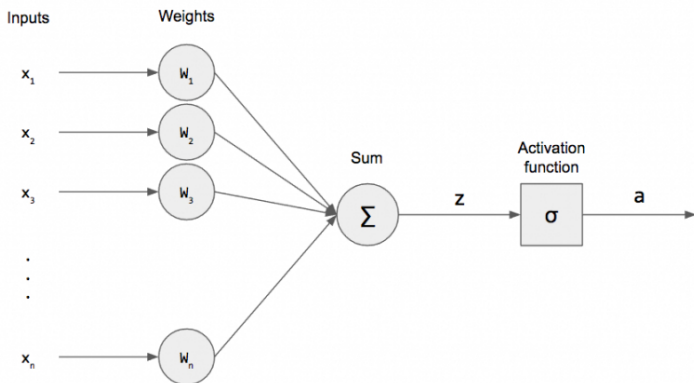 Inputs
Weights
x1
W1
x2
W2
x3
W3
Sum
Σ
z
Activation
function
σ
a
.
.
.
xn
Wn